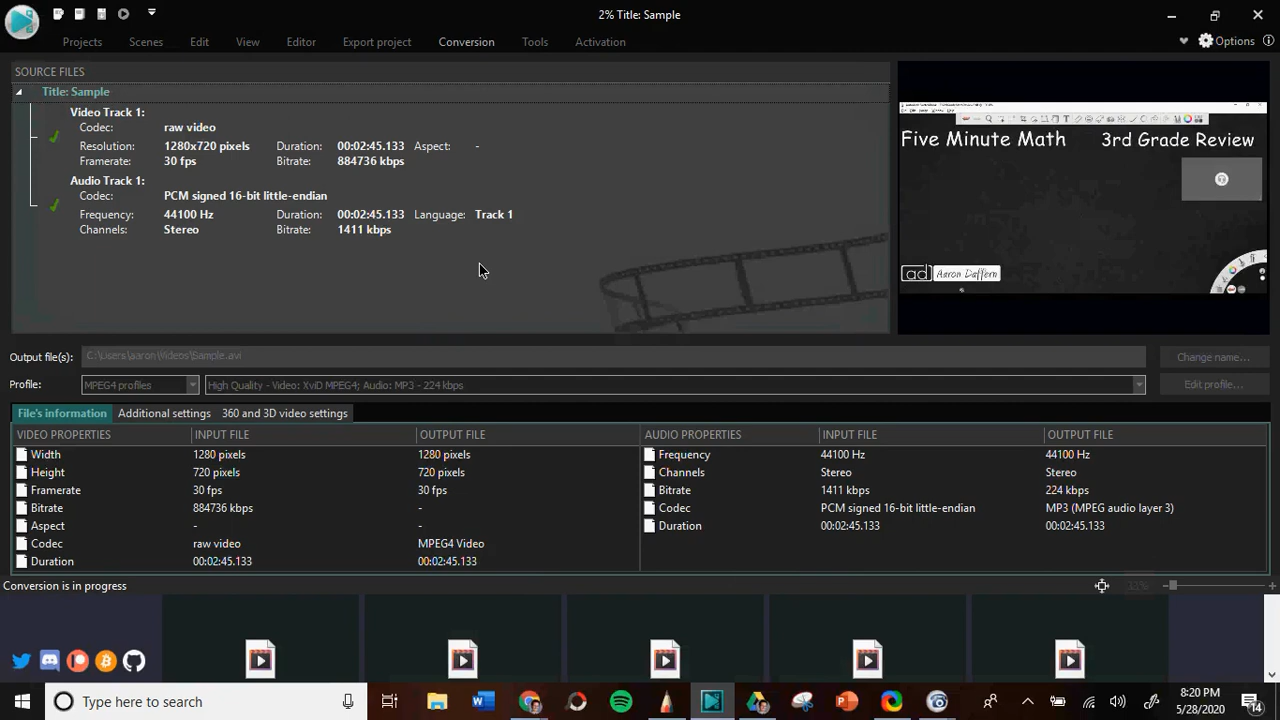 2% Title: Sample
Projects Scenes Edit View Editor Export project Conversion Tools Activation Options
SOURCE FILES
Title: Sample
Video Track 1:
Codec: raw video
Resolution: 1280x720 pixels Duration: 00:02:45.133 Aspect: -
Framerate: 30 fps Bitrate: 884736 kbps
Audio Track 1:
Codec: PCM signed 16-bit little-endian
Frequency: 44100 Hz Duration: 00:02:45.133 Language: Track 1
Channels: Stereo Bitrate: 1411 kbps
Five Minute Math 3rd Grade Review
ad Aaron Daffern
Output file(s): C:\Users\aaron\Videos\Sample.avi Change name...
Profile: MPEG4 profiles High Quality - Video: XviD MPEG4; Audio: MP3 - 224 kbps Edit profile...
File's information Additional settings 360 and 3D video settings
VIDEO PROPERTIES INPUT FILE OUTPUT FILE AUDIO PROPERTIES INPUT FILE OUTPUT FILE
Width 1280 pixels 1280 pixels Frequency 44100 Hz 44100 Hz
Height 720 pixels 720 pixels Channels Stereo Stereo
Framerate 30 fps 30 fps Bitrate 1411 kbps 224 kbps
Bitrate 884736 kbps - Codec PCM signed 16-bit little-endian MP3 (MPEG audio layer 3)
Aspect - - Duration 00:02:45.133 00:02:45.133
Codec raw video MPEG4 Video
Duration 00:02:45.133 00:02:45.133
Conversion is in progress 33%
Type here to search
8:20 PM
5/28/2020
14